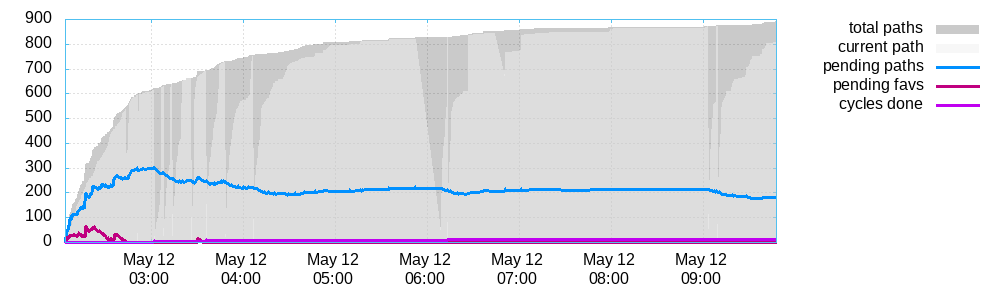 900
800
700
600
500
400
300
200
100
0
May 12 May 12 May 12 May 12 May 12 May 12 May 12
03:00 04:00 05:00 06:00 07:00 08:00 09:00
total paths
current path
pending paths
pending favs
cycles done